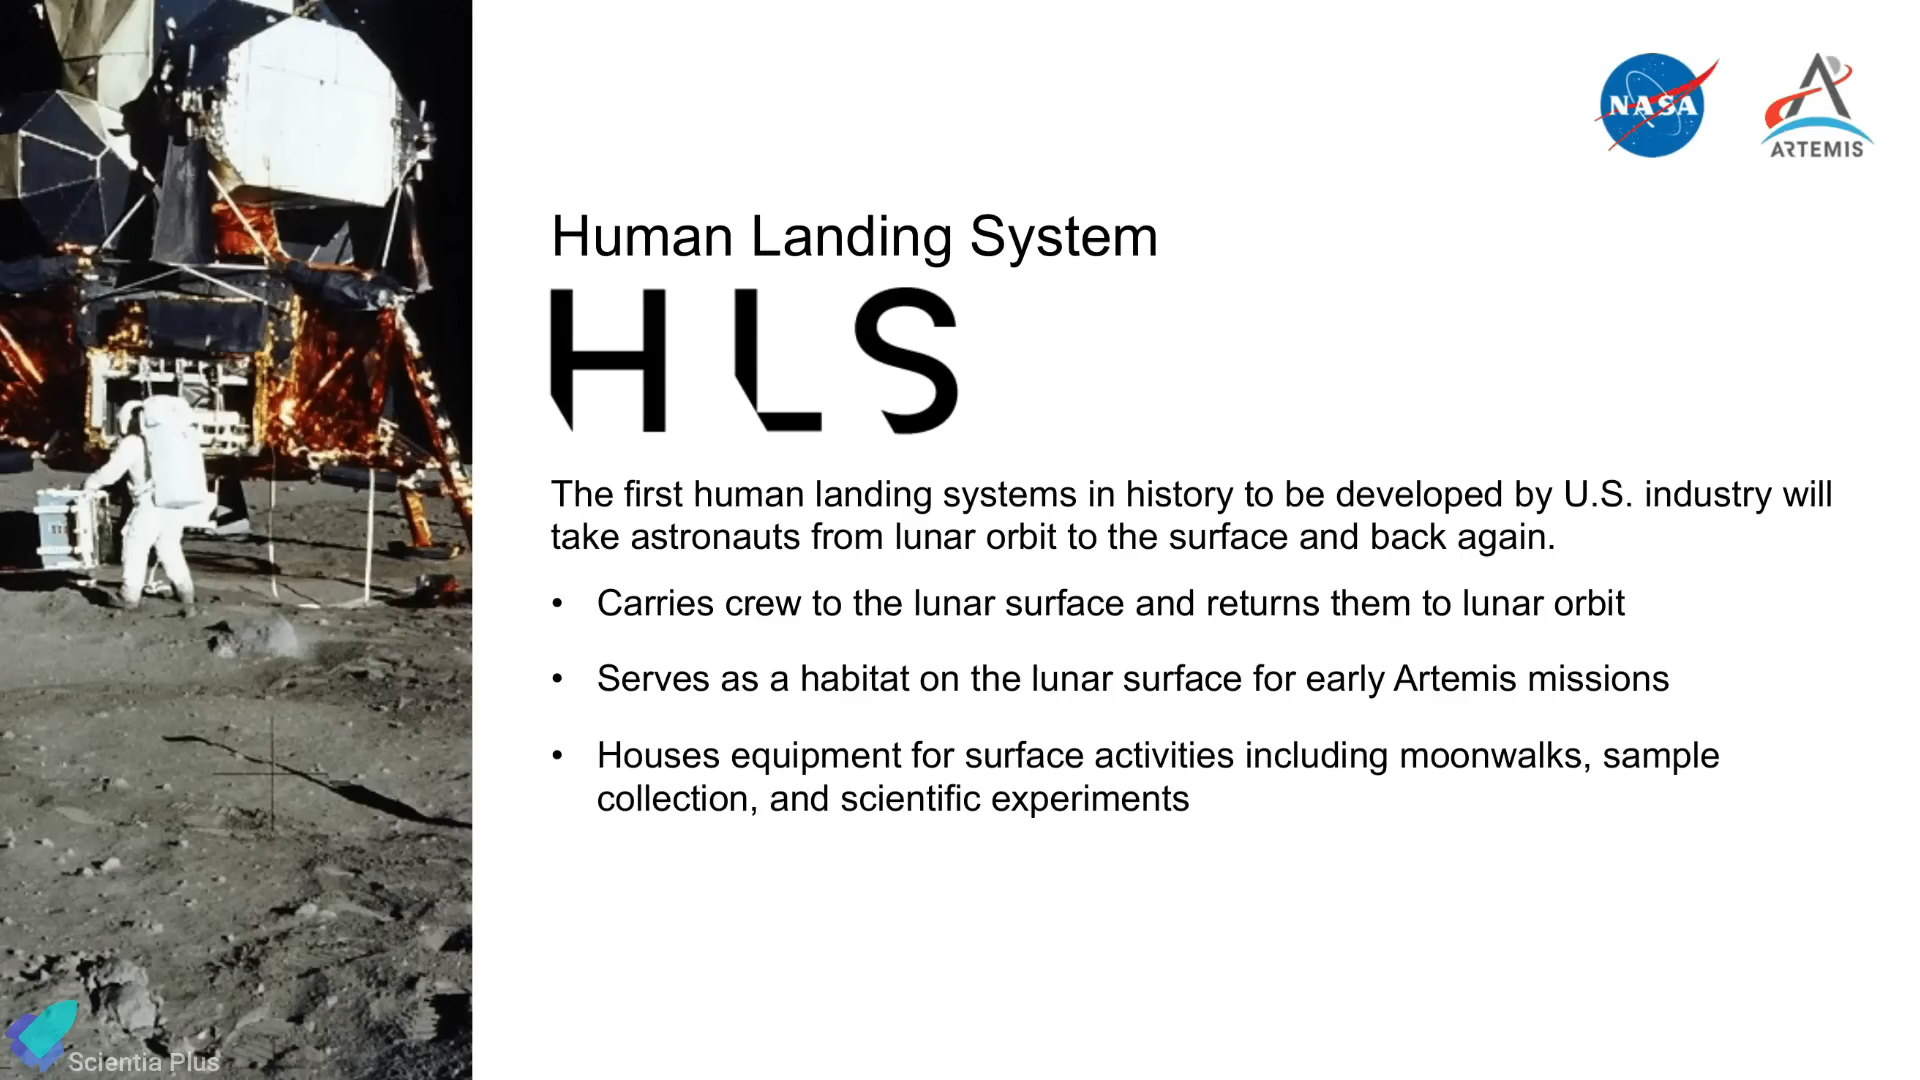 NASA
ARTEMIS
Human Landing System
HLS
The first human landing systems in history to be developed by U.S. industry will
take astronauts from lunar orbit to the surface and back again.
• Carries crew to the lunar surface and returns them to lunar orbit
• Serves as a habitat on the lunar surface for early Artemis missions
• Houses equipment for surface activities including moonwalks, sample
collection, and scientific experiments
Scientia Plus